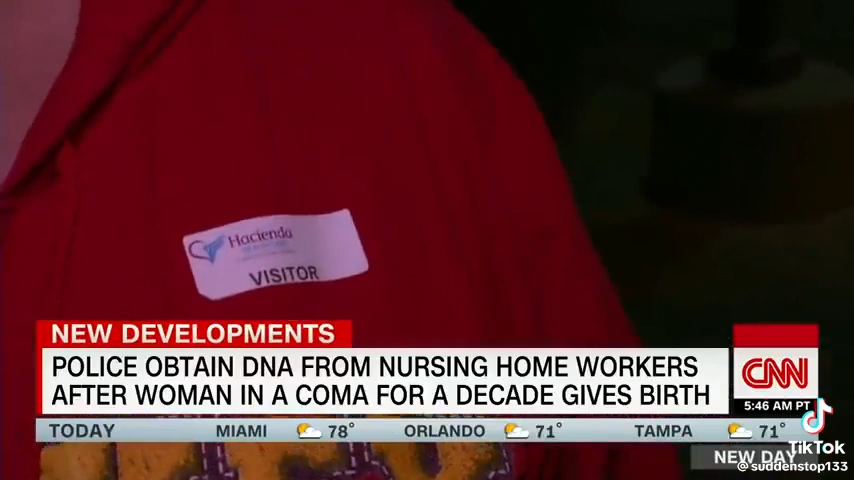 Hacienda
VISITOR
NEW DEVELOPMENTS
POLICE OBTAIN DNA FROM NURSING HOME WORKERS
AFTER WOMAN IN A COMA FOR A DECADE GIVES BIRTH
CNN
5:46 AM PT
TODAY MIAMI 78° ORLANDO 71° TAMPA 71°
NEW DAY
TikTok
@suddenstop133